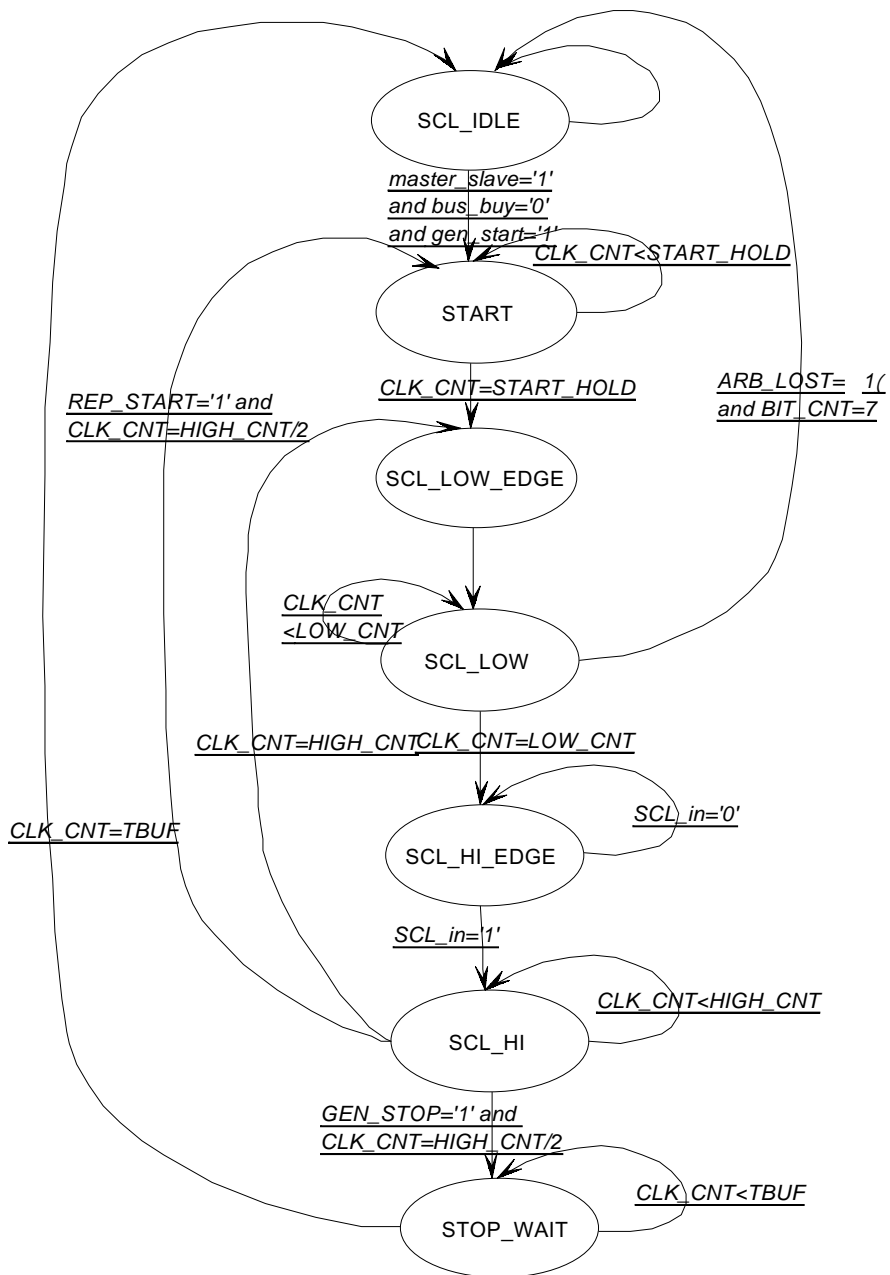 SCL_IDLE
master_slave='1'
and bus_buy='0'
and gen_start='1'
CLK_CNT<START_HOLD
START
CLK_CNT=START_HOLD
ARB_LOST= 1(
and BIT_CNT=7
REP_START='1' and
CLK_CNT=HIGH_CNT/2
SCL_LOW_EDGE
CLK_CNT
<LOW_CNT
SCL_LOW
CLK_CNT=HIGH_CNT
CLK_CNT=LOW_CNT
SCL_in='0'
CLK_CNT=TBUF
SCL_HI_EDGE
SCL_in='1'
CLK_CNT<HIGH_CNT
SCL_HI
GEN_STOP='1' and
CLK_CNT=HIGH_CNT/2
CLK_CNT<TBUF
STOP_WAIT